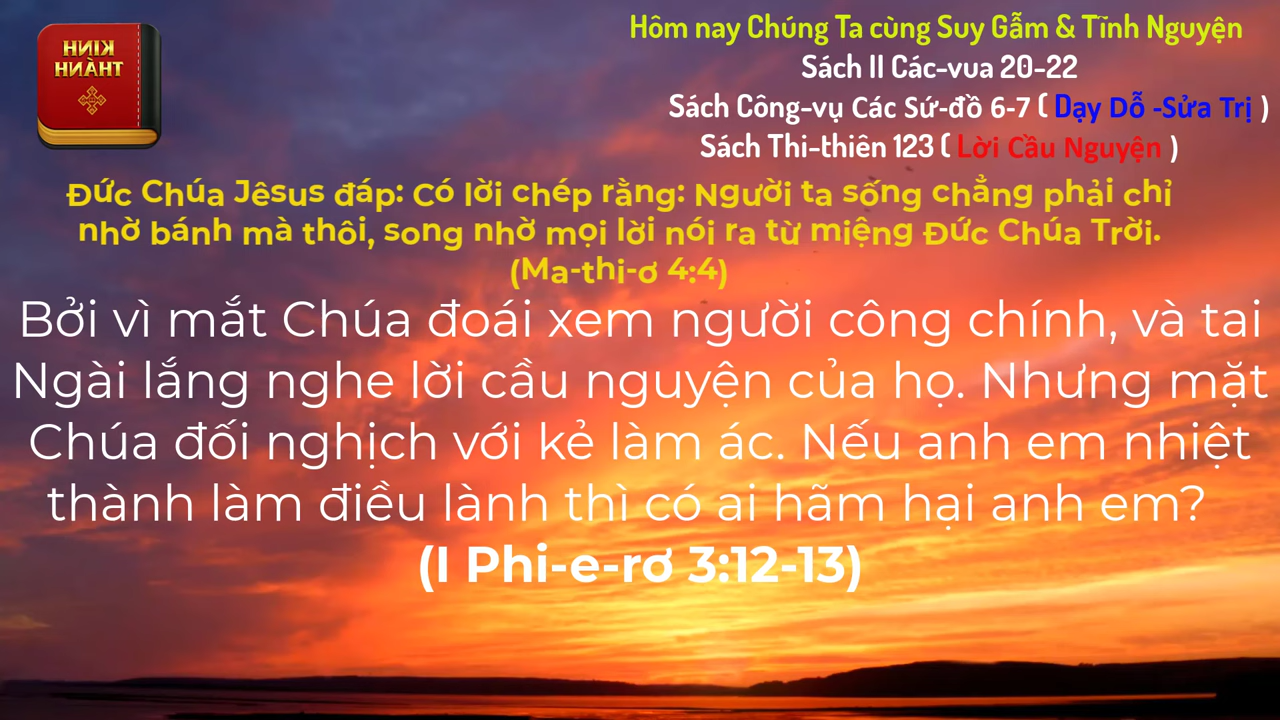 KINH
THÀNH
Hôm nay Chúng Ta cùng Suy Gẫm & Tĩnh Nguyện
Sách II Các-vua 20-22
Sách Công-vụ Các Sứ-đồ 6-7 ( Dạy Dỗ -Sửa Trị )
Sách Thi-thiên 123 ( Lời Cầu Nguyện )
Đức Chúa Jêsus đáp: Có lời chép rằng: Người ta sống chẳng phải chỉ
nhờ bánh mà thôi, song nhờ mọi lời nói ra từ miệng Đức Chúa Trời.
(Ma-thi-ơ 4:4)
Bởi vì mắt Chúa đoái xem người công chính, và tai
Ngài lắng nghe lời cầu nguyện của họ. Nhưng mặt
Chúa đối nghịch với kẻ làm ác. Nếu anh em nhiệt
thành làm điều lành thì có ai hãm hại anh em?
(I Phi-e-rơ 3:12-13)